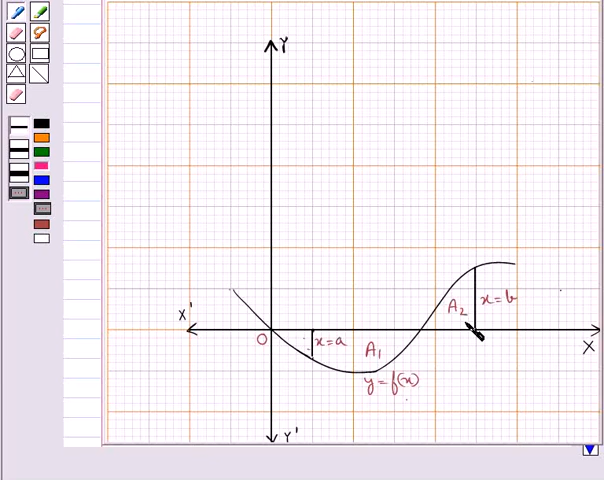 Y
X'
O
x=a
A₁
A₂
x=b
X
y=f(x)
Y'